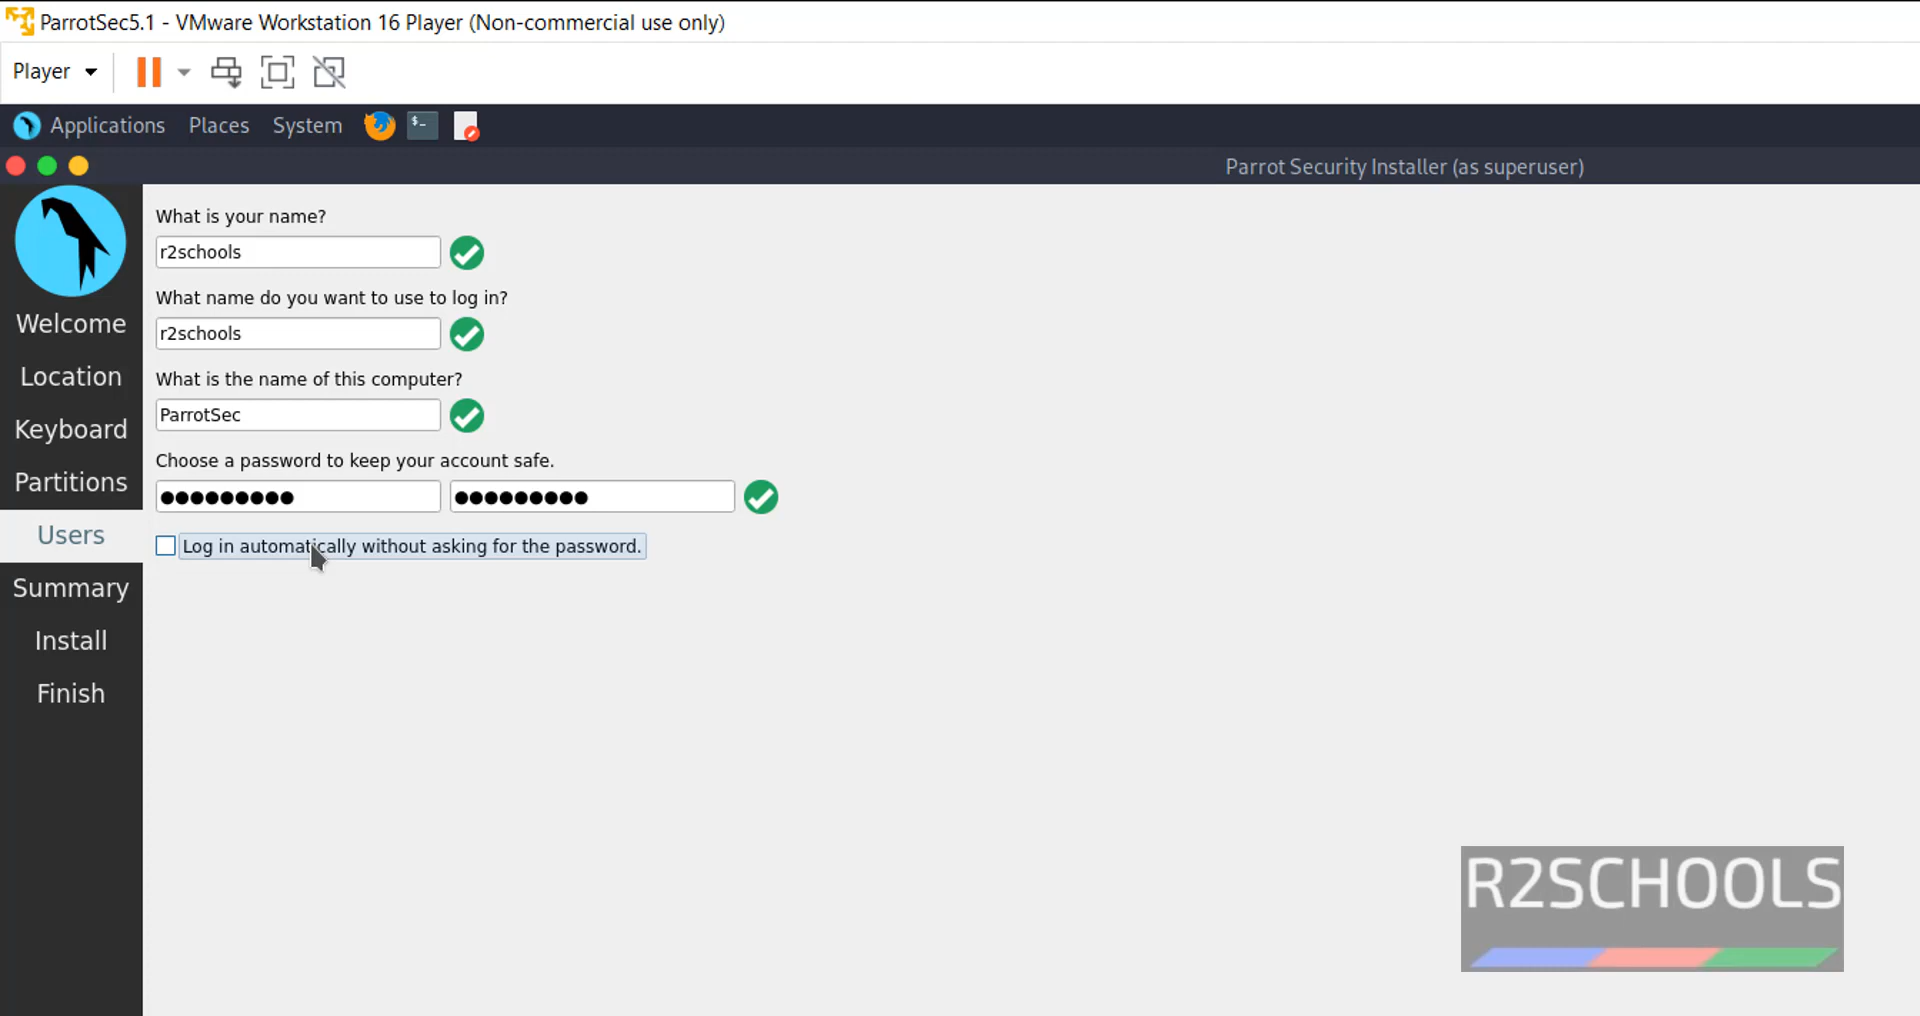 ParrotSec5.1 - VMware Workstation 16 Player (Non-commercial use only)
Player
Applications Places System $-
Parrot Security Installer (as superuser)
Welcome
Location
Keyboard
Partitions
Users
Summary
Install
Finish
What is your name?
r2schools
What name do you want to use to log in?
r2schools
What is the name of this computer?
ParrotSec
Choose a password to keep your account safe.
●●●●●●●●● ●●●●●●●●●
Log in automatically without asking for the password.
R2SCHOOLS